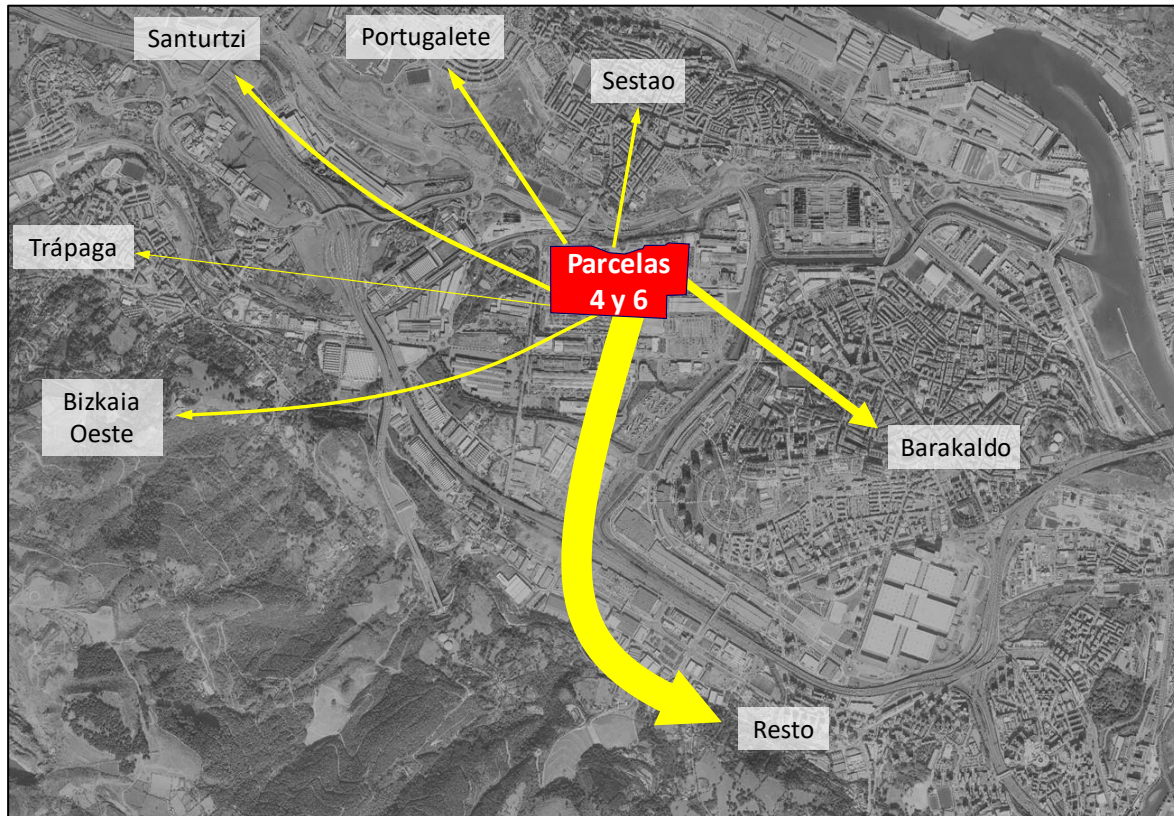 Santurtzi
Portugalete
Sestao
Trápaga
Parcelas
4 y 6
Bizkaia
Oeste
Barakaldo
Resto